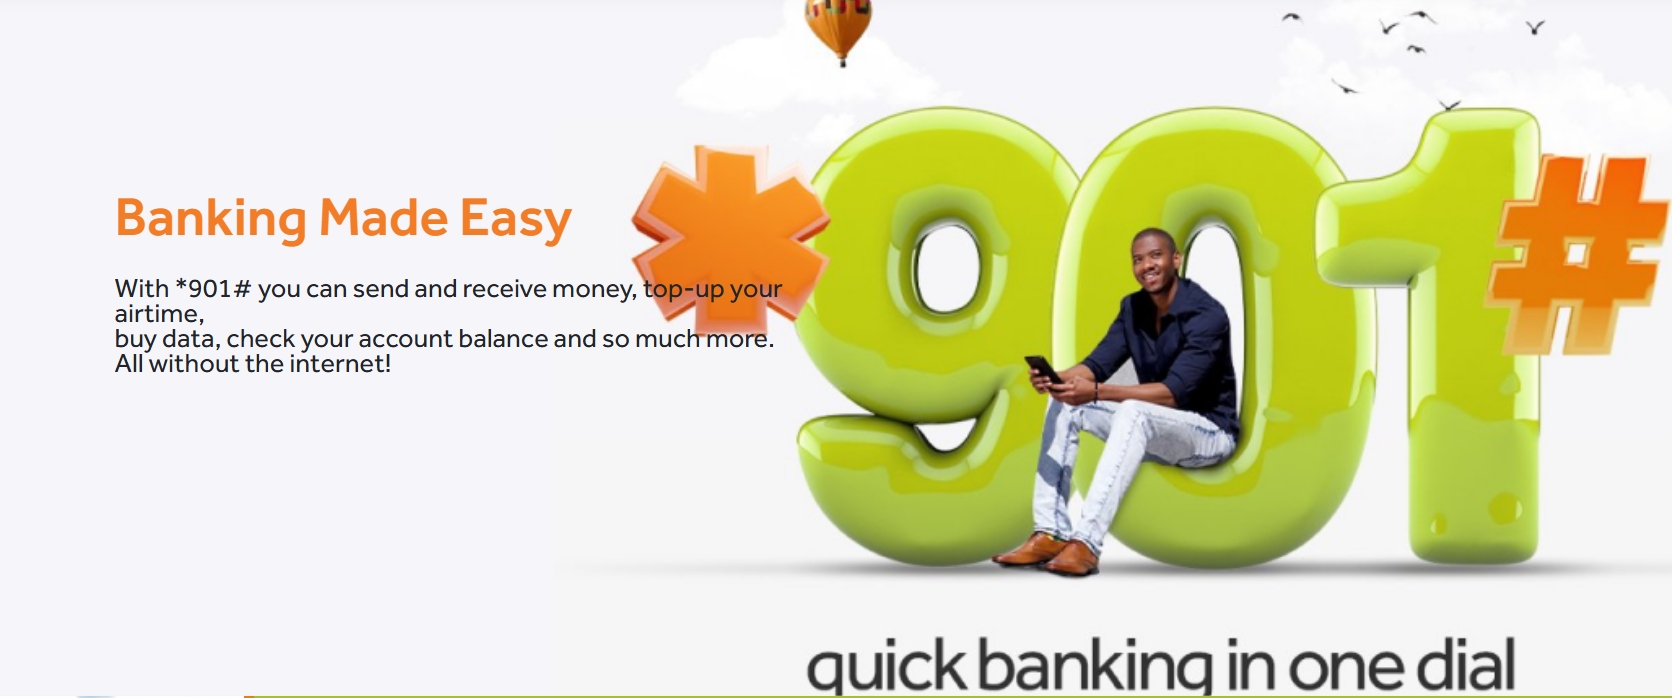 Banking Made Easy
With *901# you can send and receive money, top-up your
airtime,
buy data, check your account balance and so much more.
All without the internet!
*901#
quick banking in one dial